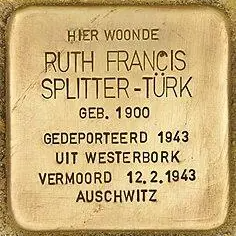 HIER WOONDE
RUTH FRANCIS
SPLITTER-TÜRK
GEB. 1900
GEDEPORTEERD 1943
UIT WESTERBORK
VERMOORD 12.2.1943
AUSCHWITZ